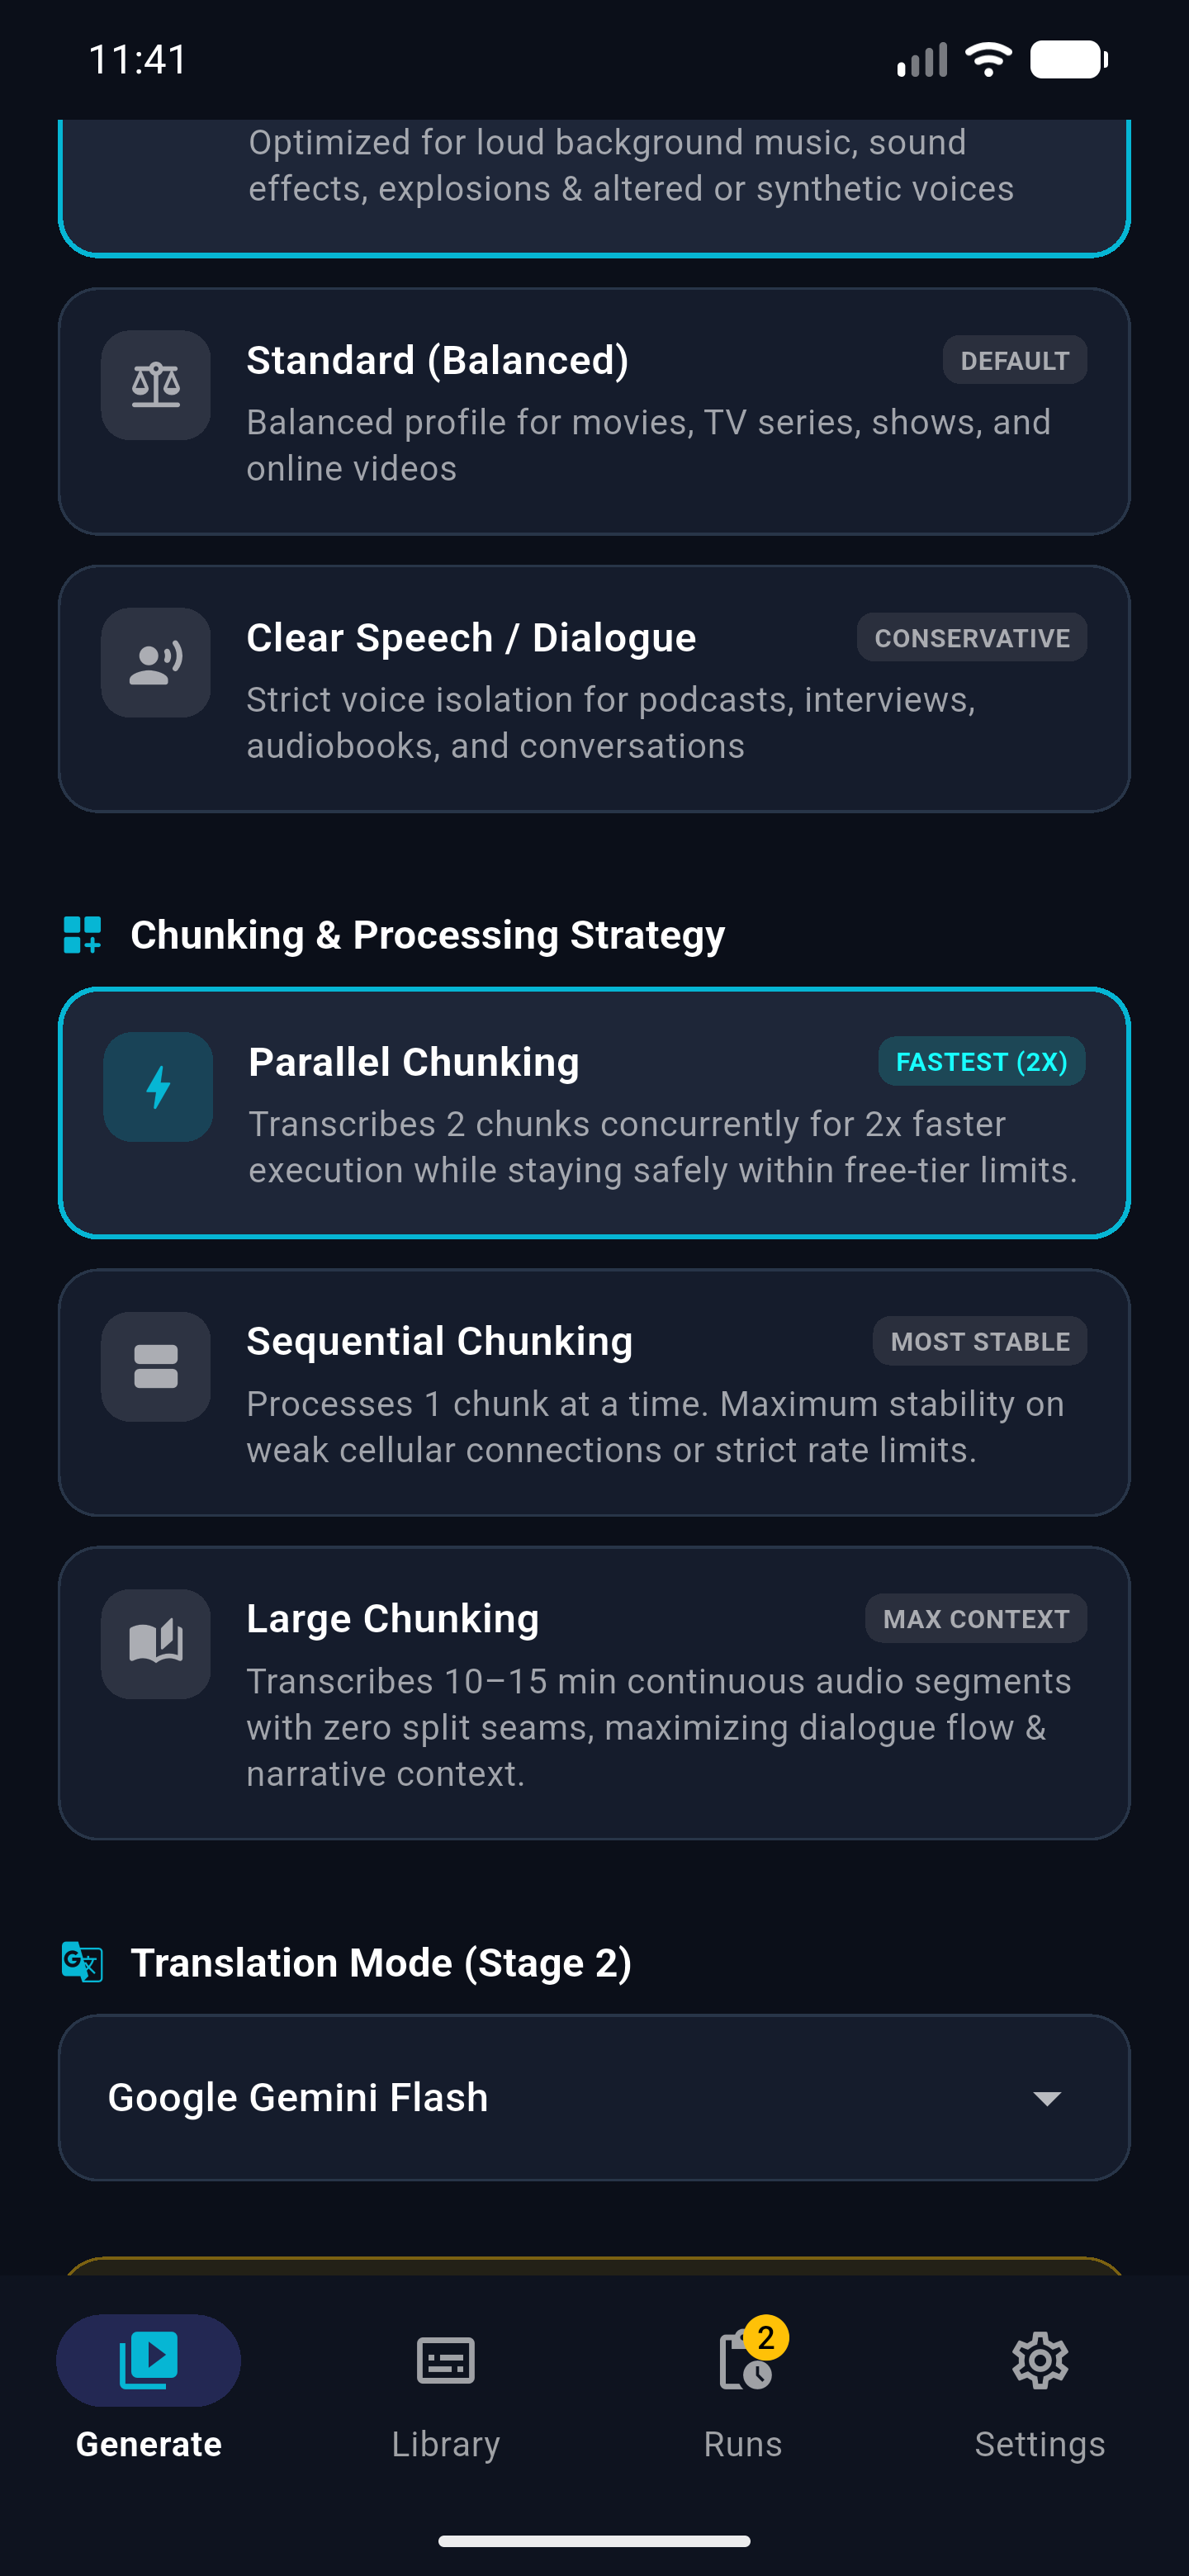 11:41
Optimized for loud background music, sound
effects, explosions & altered or synthetic voices
Standard (Balanced)
DEFAULT
Balanced profile for movies, TV series, shows, and
online videos
Clear Speech / Dialogue
CONSERVATIVE
Strict voice isolation for podcasts, interviews,
audiobooks, and conversations
Chunking & Processing Strategy
Parallel Chunking
FASTEST (2X)
Transcribes 2 chunks concurrently for 2x faster
execution while staying safely within free-tier limits.
Sequential Chunking
MOST STABLE
Processes 1 chunk at a time. Maximum stability on
weak cellular connections or strict rate limits.
Large Chunking
MAX CONTEXT
Transcribes 10–15 min continuous audio segments
with zero split seams, maximizing dialogue flow &
narrative context.
Translation Mode (Stage 2)
Google Gemini Flash
2
Generate
Library
Runs
Settings